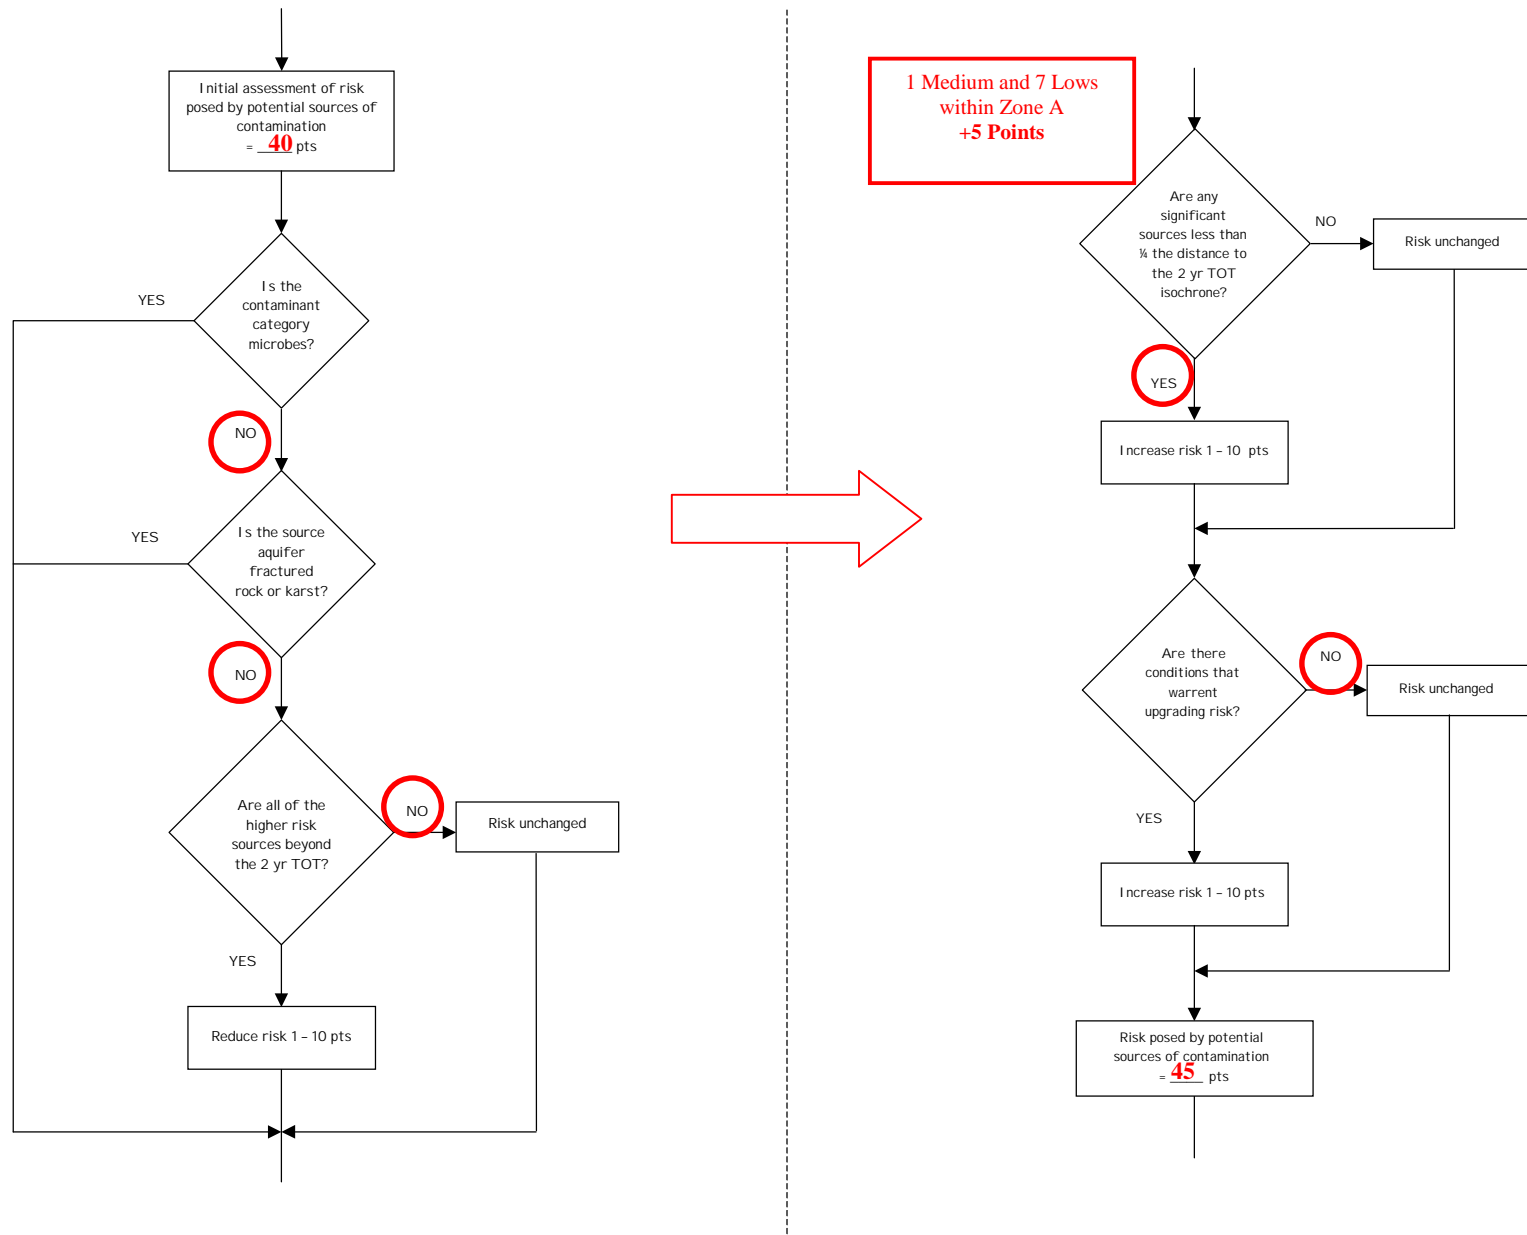 Initial assessment of risk
posed by potential sources of
contamination
= 40 pts
Is the
contaminant
category
microbes?
YES
NO
Is the source
aquifer
fractured
rock or karst?
YES
NO
Are all of the
higher risk
sources beyond
the 2 yr TOT?
NO
Risk unchanged
YES
Reduce risk 1 – 10 pts
1 Medium and 7 Lows
within Zone A
+5 Points
Are any
significant
sources less than
¼ the distance to
the 2 yr TOT
isochrone?
NO
Risk unchanged
YES
Increase risk 1 – 10 pts
Are there
conditions that
warrent
upgrading risk?
NO
Risk unchanged
YES
Increase risk 1 – 10 pts
Risk posed by potential
sources of contamination
= 45 pts